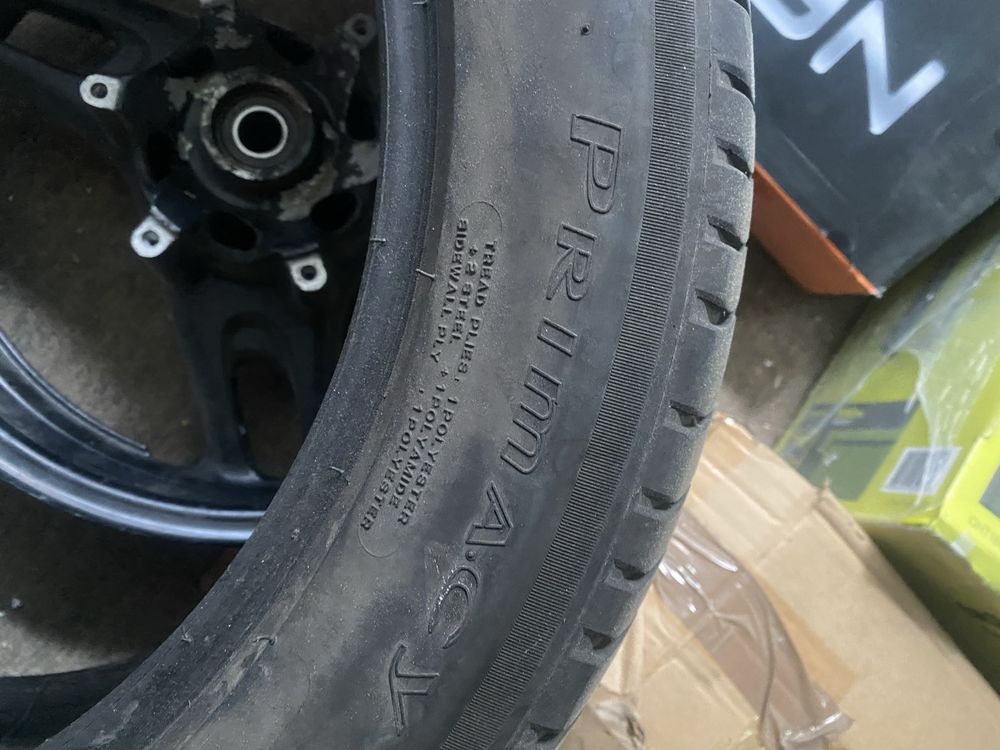 PRIMACY
TREAD PLIES: 1 POLYESTER
+ 2 STEEL + 1 POLYAMIDE
SIDEWALL PLY : 1 POLYESTER